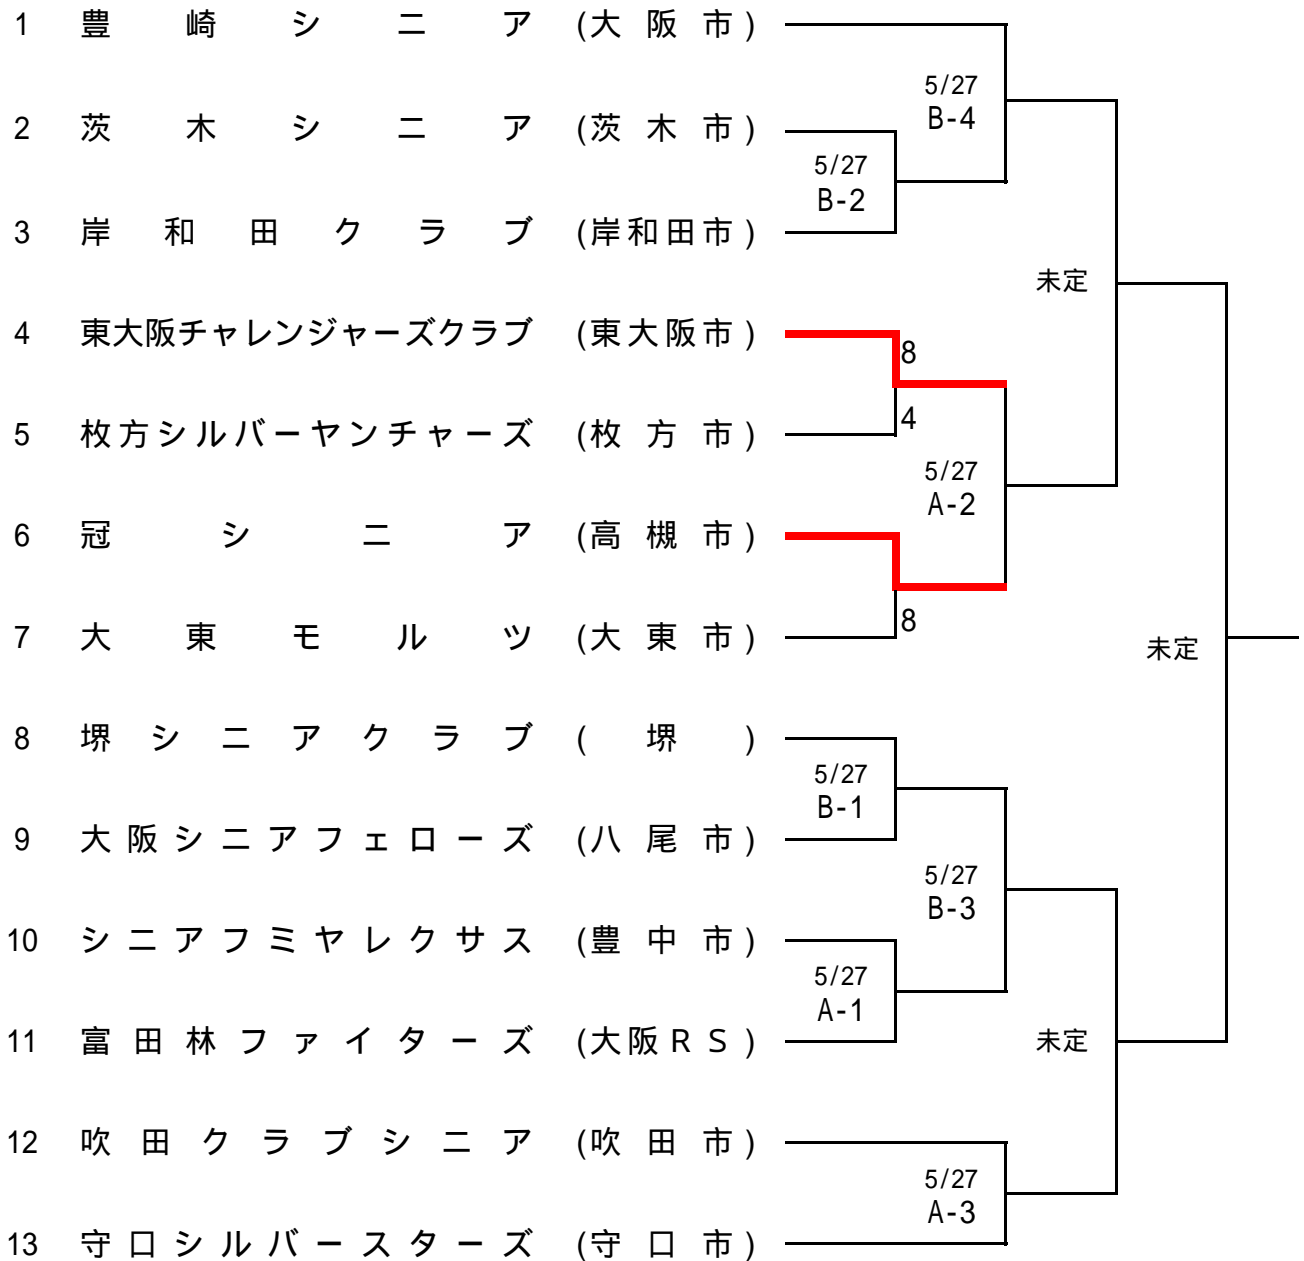 1 豊崎シニア (大阪市)
5/27
B-4
2 茨木シニア (茨木市)
5/27
B-2
3 岸和田クラブ (岸和田市)
未定
4 東大阪チャレンジャーズクラブ (東大阪市)
8
4
5 枚方シルバーヤンチャーズ (枚方市)
5/27
A-2
6 冠シニア (高槻市)
8
7 大東モルツ (大東市)
未定
8 堺シニアクラブ (堺)
5/27
B-1
9 大阪シニアフェローズ (八尾市)
5/27
B-3
10 シニアフミヤレクサス (豊中市)
5/27
A-1
11 富田林ファイターズ (大阪RS)
未定
12 吹田クラブシニア (吹田市)
5/27
A-3
13 守口シルバースターズ (守口市)